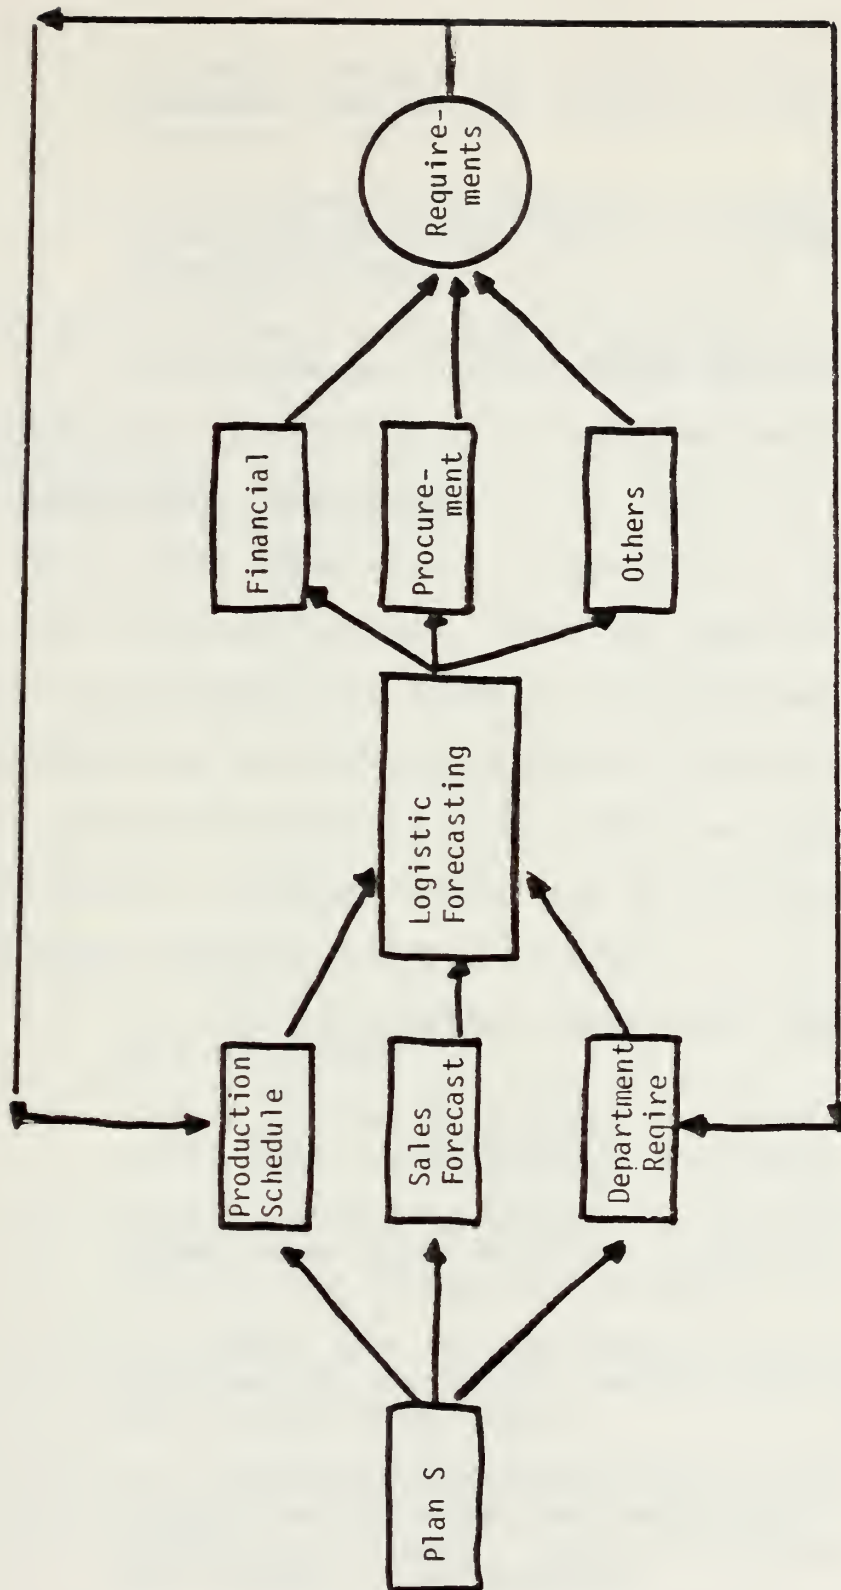 Plan S
Production
Schedule
Sales
Forecast
Department
Reqire
Logistic
Forecasting
Financial
Procure-
ment
Others
Require-
ments